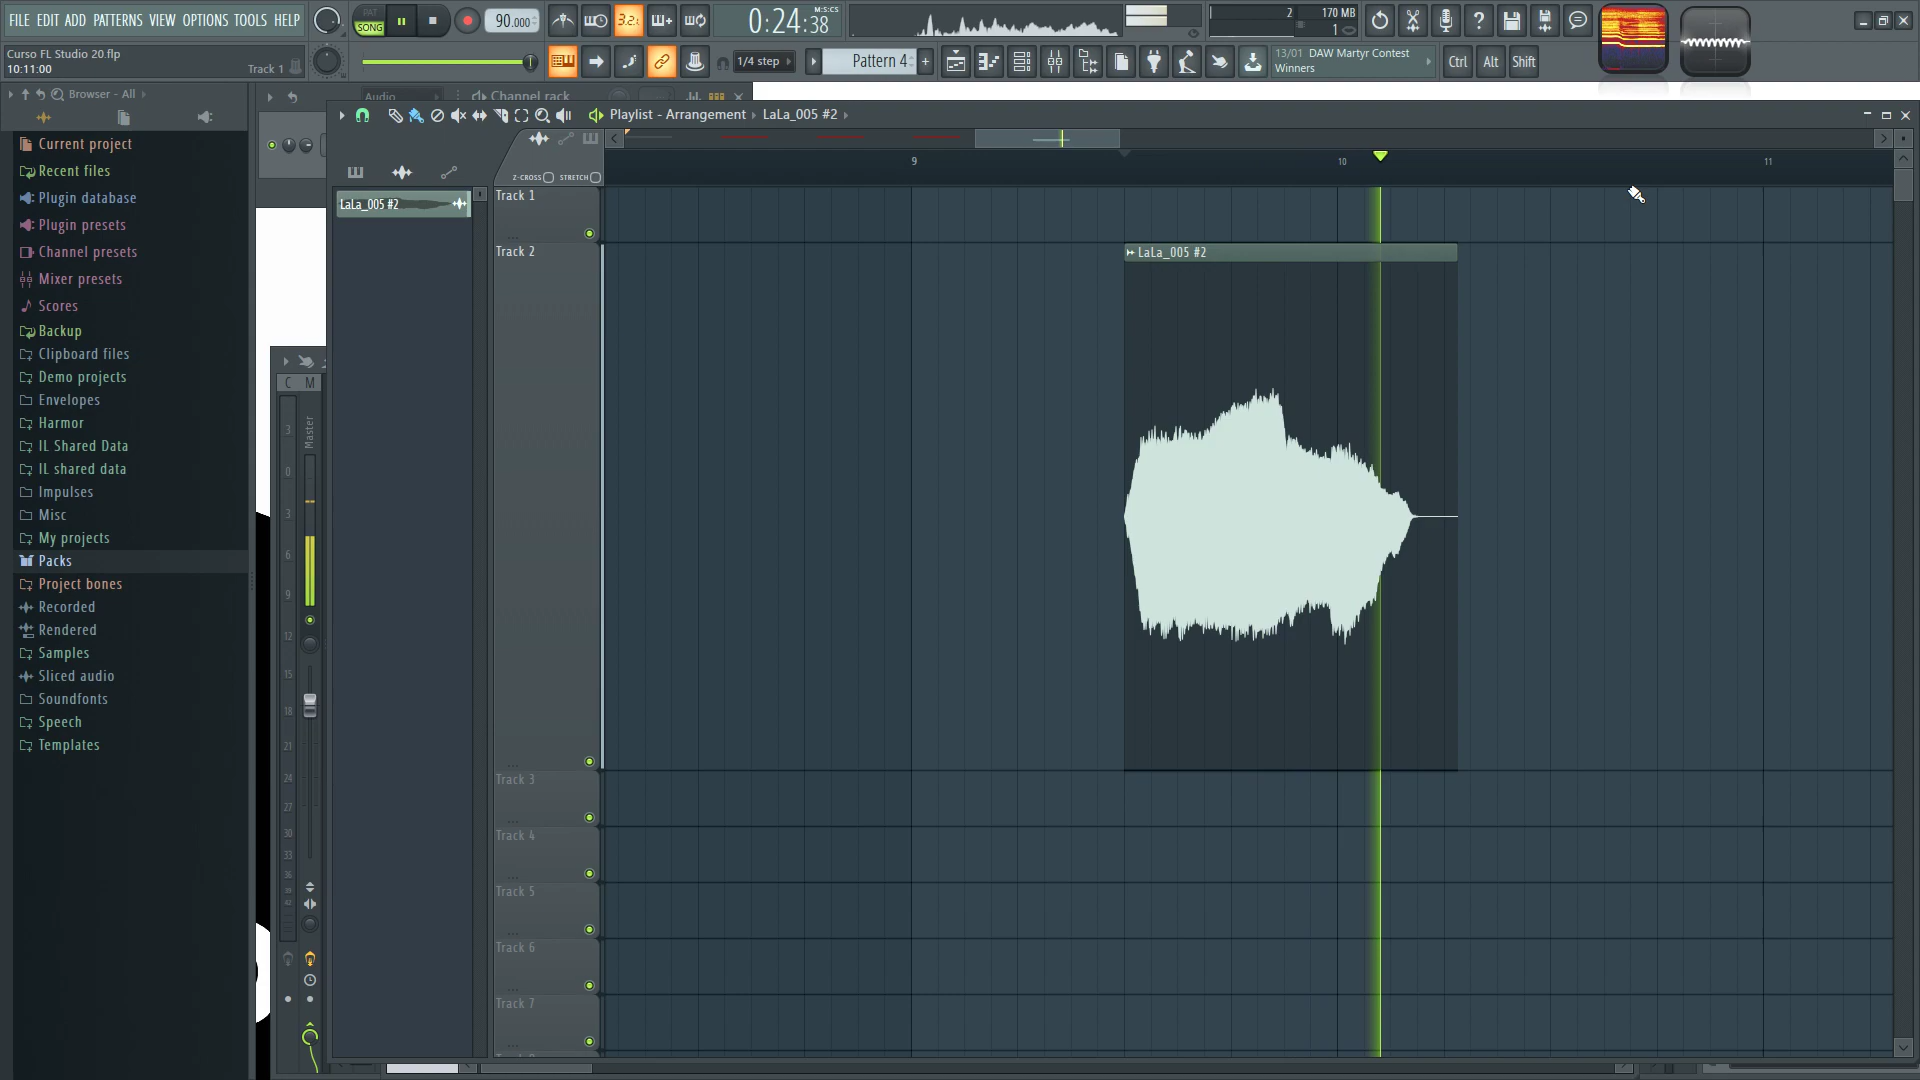 FILE EDIT ADD PATTERNS VIEW OPTIONS TOOLS HELP
PAT
SONG
90.000
3.2.
0:24:38
M:S:CS
2
170 MB
1
Curso FL Studio 20.flp
10:11:00
Track 1
1/4 step
Pattern 4
+
13/01 DAW Martyr Contest
Winners
Ctrl
Alt
Shift
Browser - All
Audio
Channel rack
Playlist - Arrangement
LaLa_005 #2
Current project
Recent files
Plugin database
Plugin presets
Channel presets
Mixer presets
Scores
Backup
Clipboard files
Demo projects
Envelopes
Harmor
IL Shared Data
IL shared data
Impulses
Misc
My projects
Packs
Project bones
Recorded
Rendered
Samples
Sliced audio
Soundfonts
Speech
Templates
C M
Master
3
0
3
6
9
12
15
18
21
24
27
30
33
36
39
42
LaLa_005 #2
Z-CROSS
STRETCH
9
10
11
Track 1
Track 2
LaLa_005 #2
Track 3
Track 4
Track 5
Track 6
Track 7